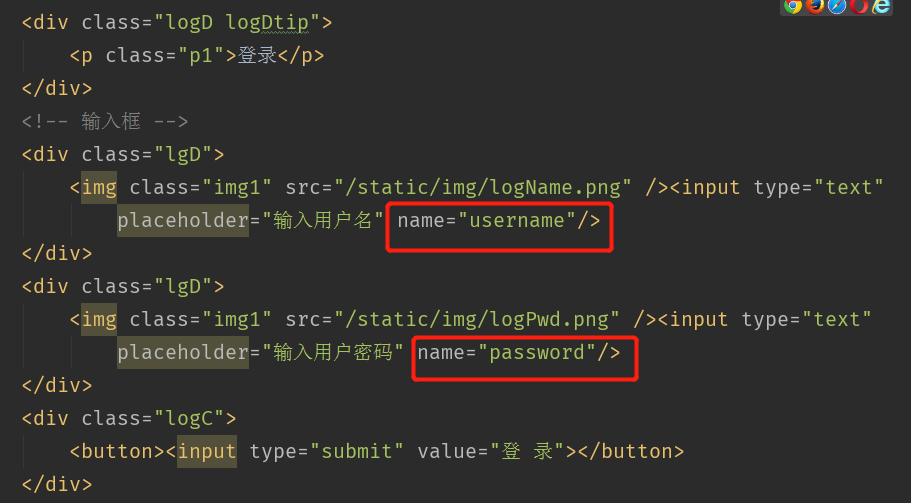 <div class="logD logDtip">
<p class="p1">登录</p>
</div>
<!-- 输入框 -->
<div class="lgD">
<img class="img1" src="/static/img/logName.png" /><input type="text"
placeholder="输入用户名" name="username"/>
</div>
<div class="lgD">
<img class="img1" src="/static/img/logPwd.png" /><input type="text"
placeholder="输入用户密码" name="password"/>
</div>
<div class="logC">
<button><input type="submit" value="登 录"></button>
</div>